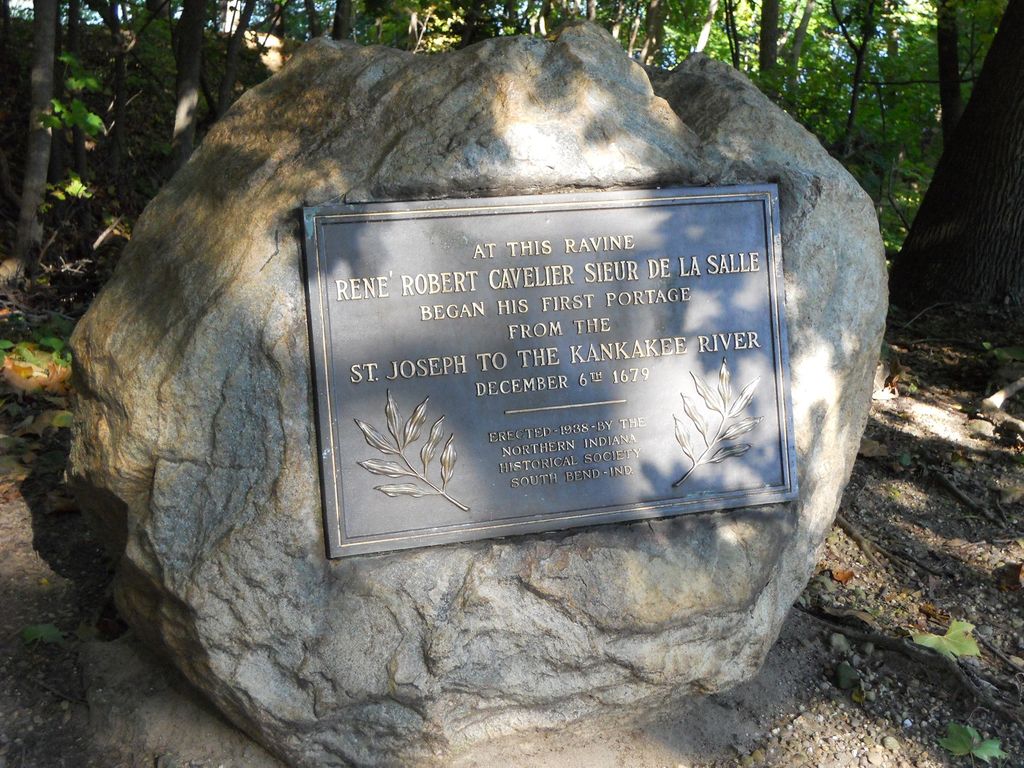 AT THIS RAVINE
RENE' ROBERT CAVELIER SIEUR DE LA SALLE
BEGAN HIS FIRST PORTAGE
FROM THE
ST. JOSEPH TO THE KANKAKEE RIVER
DECEMBER 6TH 1679
ERECTED-1938-BY THE
NORTHERN INDIANA
HISTORICAL SOCIETY
SOUTH BEND-IND.